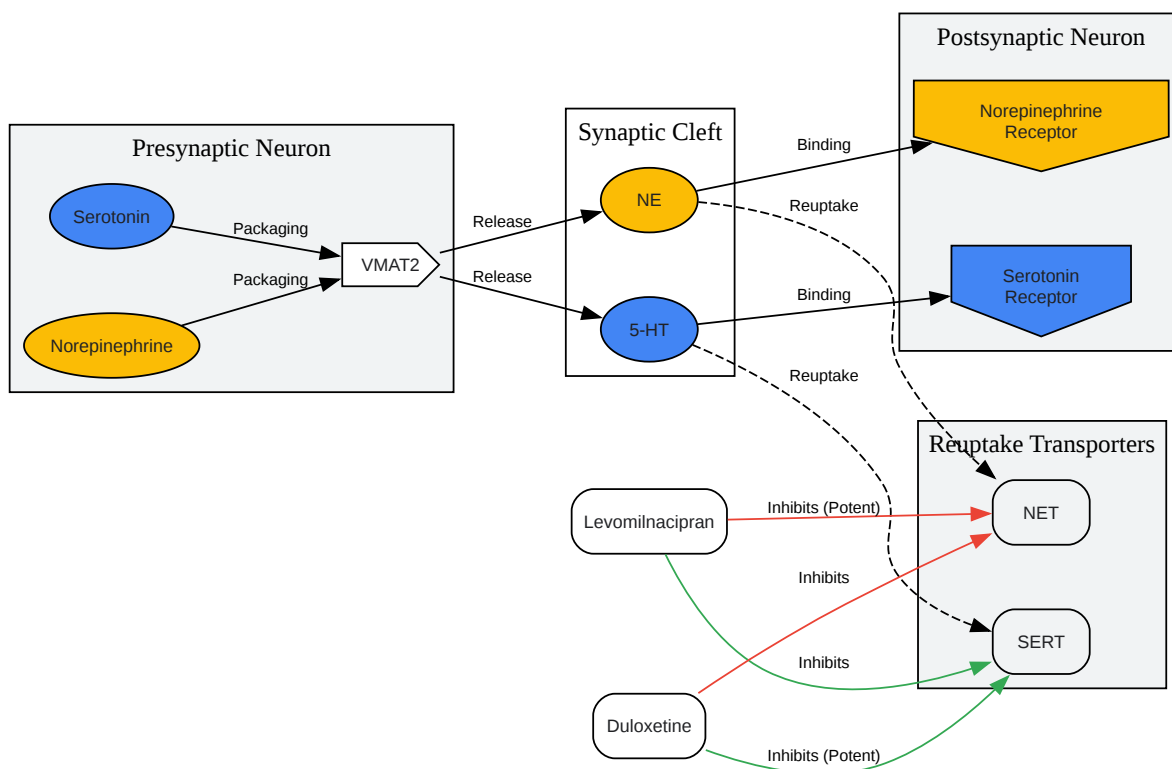 Presynaptic Neuron
Serotonin
Norepinephrine
Packaging
Packaging
VMAT2
Release
Release
Synaptic Cleft
NE
5-HT
Binding
Reuptake
Binding
Reuptake
Postsynaptic Neuron
Norepinephrine
Receptor
Serotonin
Receptor
Reuptake Transporters
NET
SERT
Levomilnacipran
Inhibits (Potent)
Inhibits
Inhibits
Duloxetine
Inhibits (Potent)